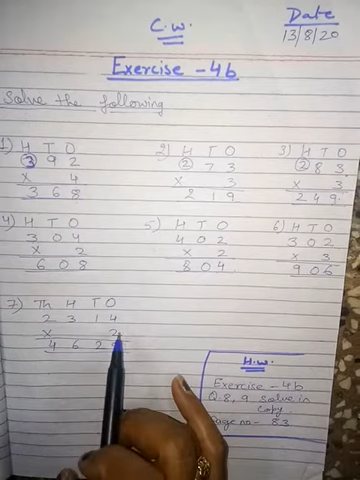 C.W.
Date
13/8/20
Exercise - 4b
Solve the following
1) H T O
3 9 2
x 4
3 6 8
2) H T O
2 7 3
x 3
2 1 9
3) H T O
2 8 3
x 3
2 4 9
4) H T O
3 0 4
x 2
6 0 8
5) H T O
4 0 2
x 2
8 0 4
6) H T O
3 0 2
x 3
9 0 6
7) Th H T O
2 3 1 4
x 2
4 6 2
H.W.
Exercise - 4b
Q.8, 9 solve in
copy
Page no - 83